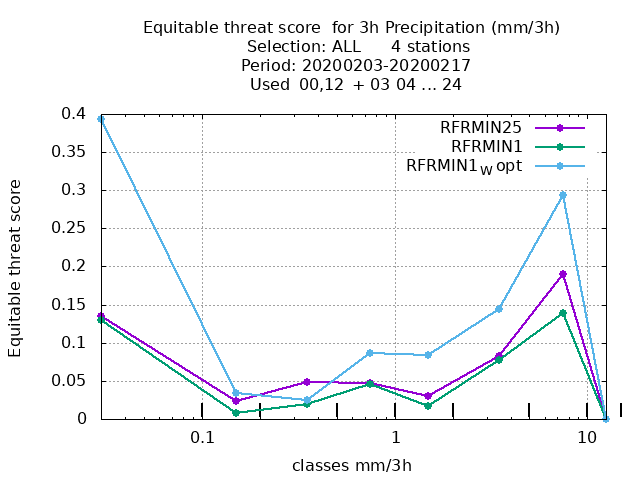 Equitable threat score  for 3h Precipitation (mm/3h)
Selection: ALL      4 stations
Period: 20200203-20200217
Used  00,12  + 03 04 ... 24
RFRMIN25
RFRMIN1
RFRMIN1W opt
0.4
0.35
0.3
0.25
0.2
0.15
0.1
0.05
0
Equitable threat score
0.1
1
10
classes mm/3h